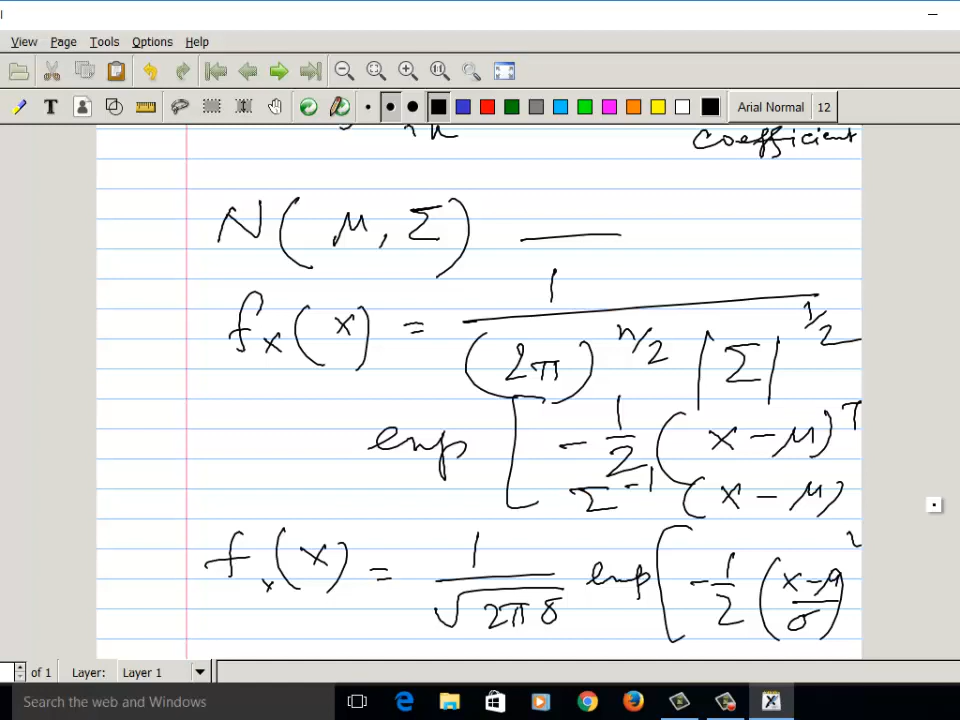 View Page Tools Options Help
T Arial Normal 12
coefficient
N( μ, Σ ) —
f_X(x) = 1 / (2π)^{n/2} |Σ|^{1/2}
exp [ -1/2 (x-μ)^T
Σ^{-1} (x-μ)
f_x(x) = 1/√2πσ exp [ -1/2 ((x-μ)/σ)^2
of 1 Layer: Layer 1
Search the web and Windows